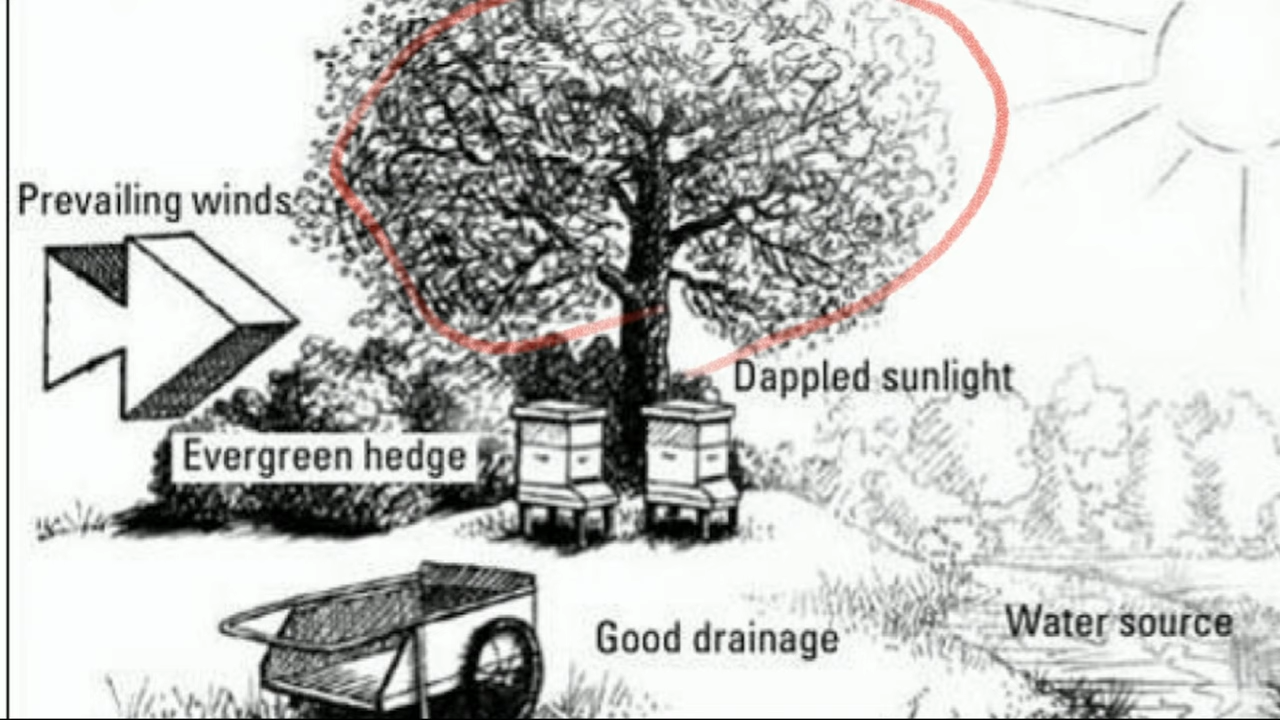 Prevailing winds
Dappled sunlight
Evergreen hedge
Good drainage
Water source